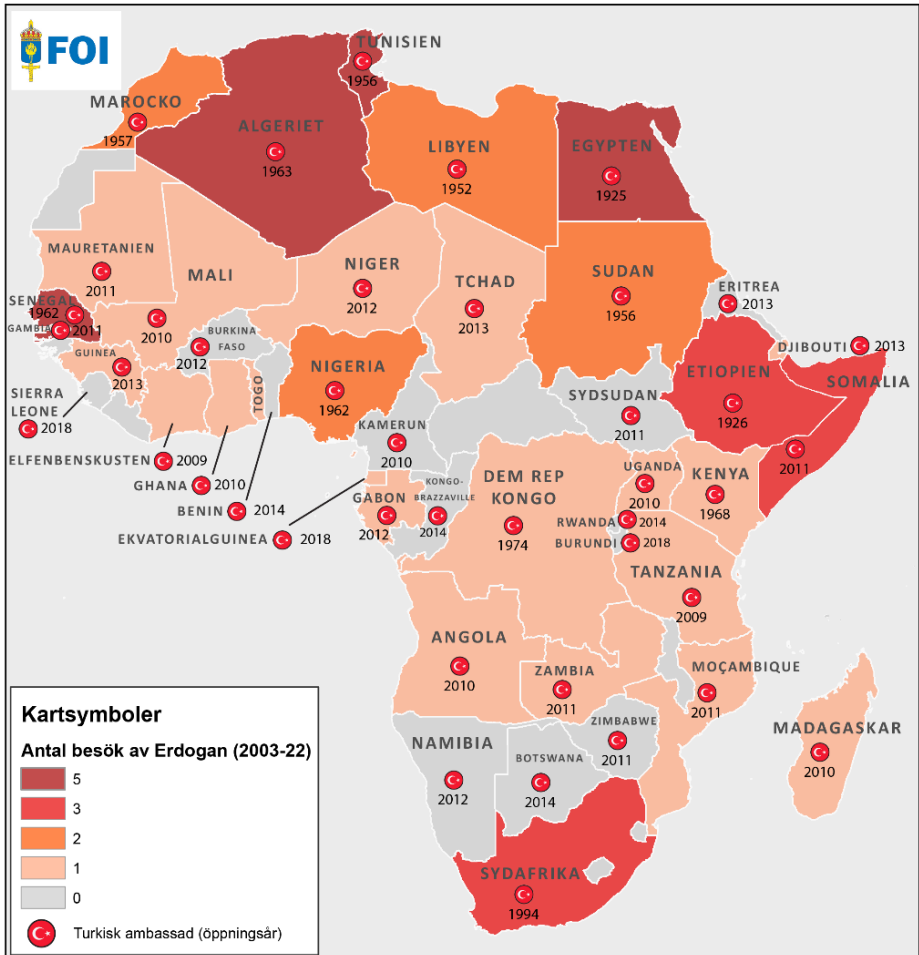 FOI
TUNISIEN
1956
MAROCKO
1957
ALGERIET
1963
LIBYEN
1952
EGYPTEN
1925
MAURETANIEN
2011
MALI
2010
NIGER
2012
TCHAD
2013
SUDAN
1956
ERITREA
2013
SENEGAL
1962
GAMBIA
2011
BURKINA
FASO
2012
GUINEA
2013
DJIBOUTI
2013
ETIOPIEN
1926
SOMALIA
2011
NIGERIA
1962
TOGO
SIERRA
LEONE
2018
SYDSUDAN
2011
KAMERUN
2010
ELFENBENSKUSTEN
2009
GHANA
2010
BENIN
2014
EKVATORIALGUINEA
2018
GABON
2012
KONGO-
BRAZZAVILLE
2014
DEM REP
KONGO
1974
UGANDA
2010
KENYA
1968
RWANDA
2014
BURUNDI
2018
TANZANIA
2009
ANGOLA
2010
ZAMBIA
2011
MOÇAMBIQUE
2011
MADAGASKAR
2010
NAMIBIA
2012
BOTSWANA
2014
ZIMBABWE
2011
SYDAFRIKA
1994
Kartsymboler
Antal besök av Erdogan (2003-22)
5
3
2
1
0
Turkisk ambassad (öppningsår)